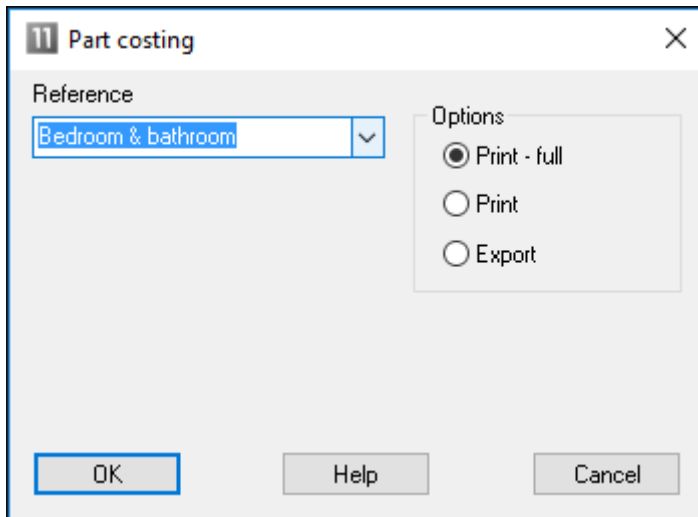 11 Part costing
Reference
Bedroom & bathroom
Options
Print - full
Print
Export
OK
Help
Cancel